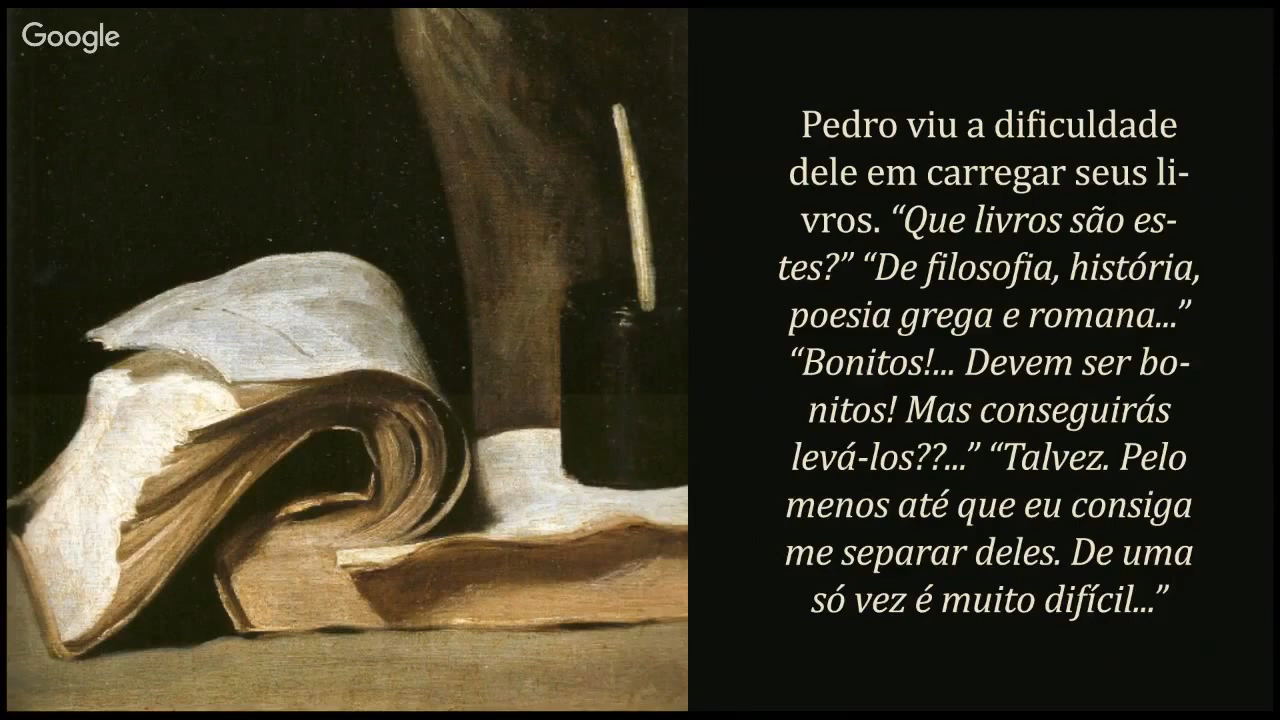 Google
Pedro viu a dificuldade
dele em carregar seus li-
vros. “Que livros são es-
tes?” “De filosofia, história,
poesia grega e romana...”
“Bonitos!... Devem ser bo-
nitos! Mas conseguirás
levá-los??...” “Talvez. Pelo
menos até que eu consiga
me separar deles. De uma
só vez é muito difícil...”